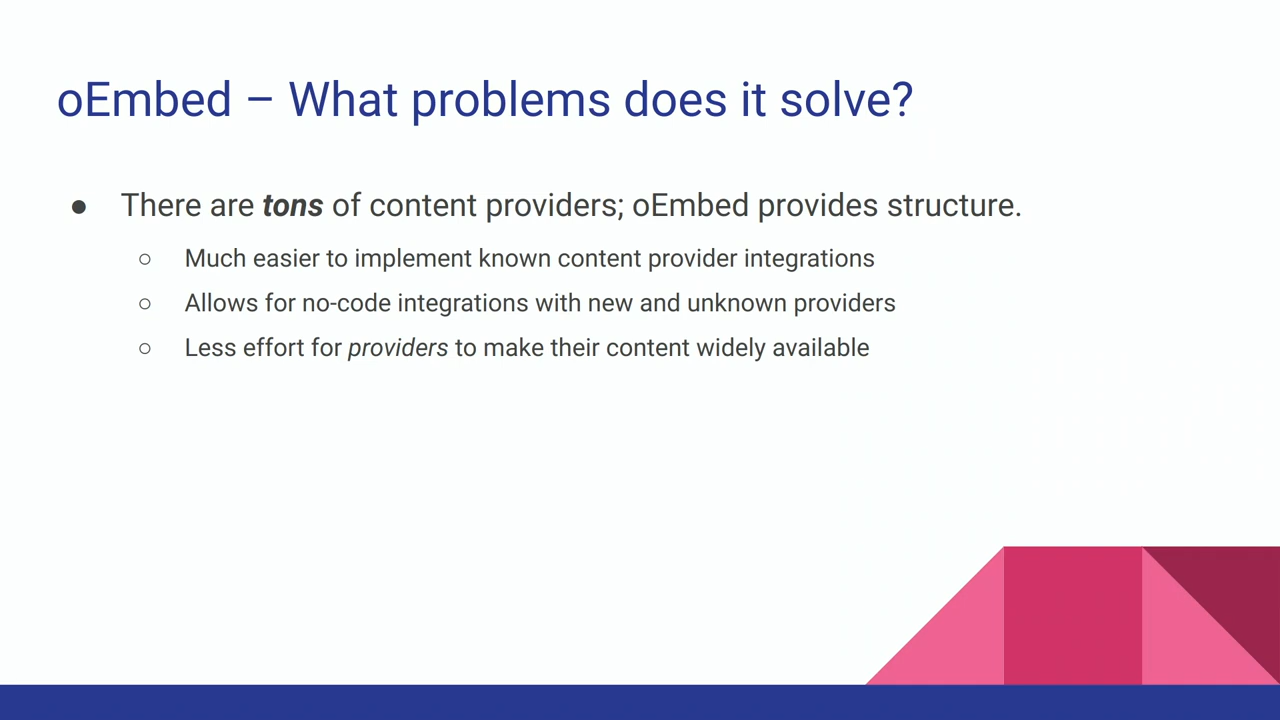 oEmbed – What problems does it solve?
● There are tons of content providers; oEmbed provides structure.
○ Much easier to implement known content provider integrations
○ Allows for no-code integrations with new and unknown providers
○ Less effort for providers to make their content widely available